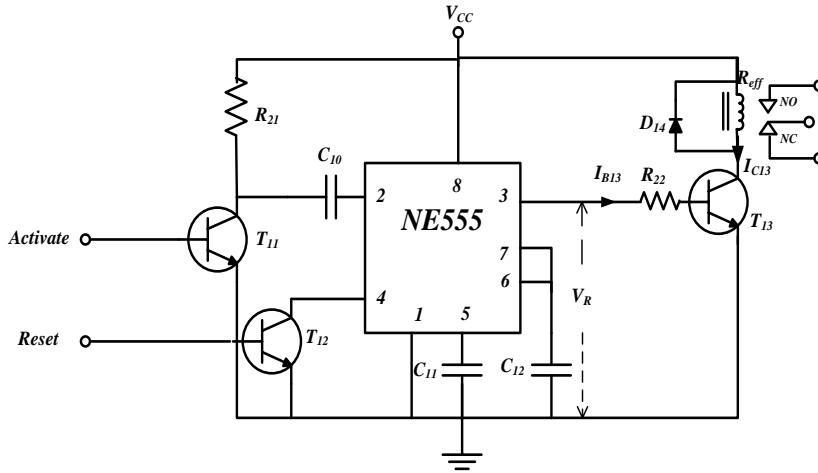 V_CC
R_eff
NO
NC
R_21
D_14
C_10
I_C13
I_B13
R_22
8
2
3
NE555
T_11
T_13
Activate
7
6
4
V_R
1
5
T_12
Reset
C_11
C_12